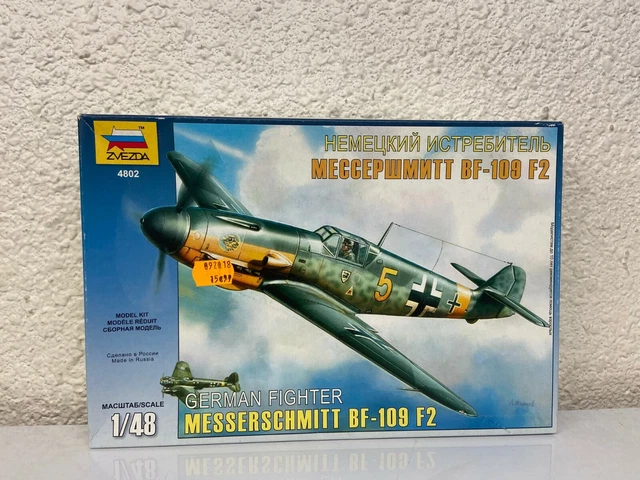 ZVEZDA
4802
НЕМЕЦКИЙ ИСТРЕБИТЕЛЬ
МЕССЕРШМИТТ BF-109 F2
5
MODEL KIT
MODÈLE RÉDUIT
СБОРНАЯ МОДЕЛЬ
Сделано в России
Made in Russia
МАСШТАБ/SCALE
1/48
GERMAN FIGHTER
MESSERSCHMITT BF-109 F2